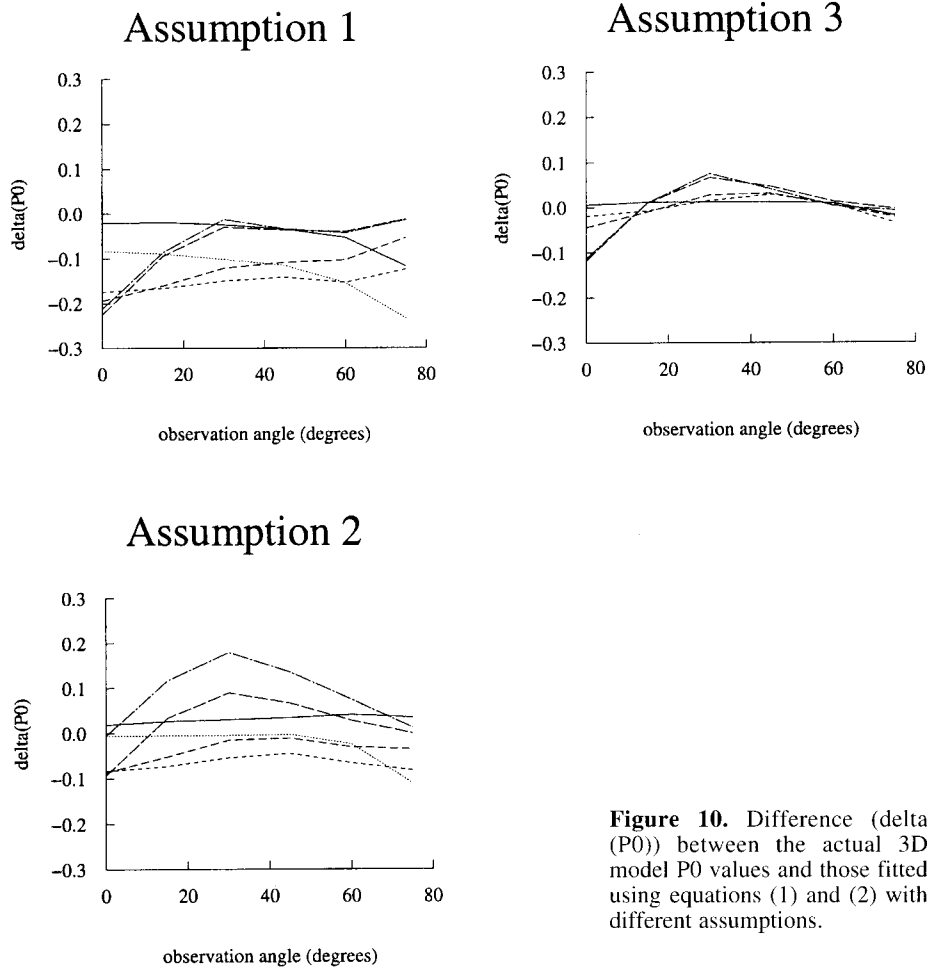 Assumption 1
0.3
0.2
0.1
0.0
−0.1
−0.2
−0.3
delta(P0)
0 20 40 60 80
observation angle (degrees)
Assumption 3
0.3
0.2
0.1
0.0
−0.1
−0.2
−0.3
delta(P0)
0 20 40 60 80
observation angle (degrees)
Assumption 2
0.3
0.2
0.1
0.0
−0.1
−0.2
−0.3
delta(P0)
0 20 40 60 80
observation angle (degrees)
Figure 10. Difference (delta
(P0)) between the actual 3D
model P0 values and those fitted
using equations (1) and (2) with
different assumptions.